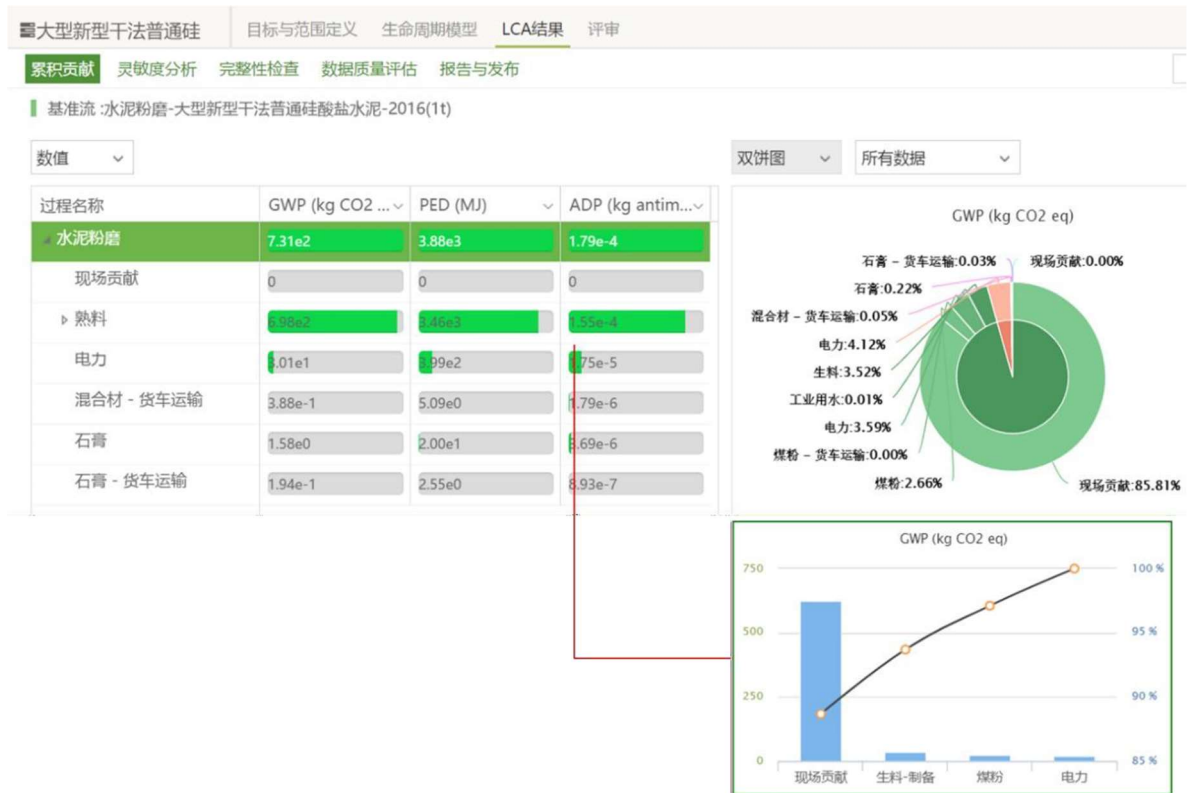 大型新型干法普通硅 目标与范围定义 生命周期模型 LCA结果 评审
累积贡献 灵敏度分析 完整性检查 数据质量评估 报告与发布
基准流 :水泥粉磨-大型新型干法普通硅酸盐水泥-2016(1t)
数值
双饼图 所有数据
过程名称 GWP (kg CO2 ... PED (MJ) ADP (kg antim...
水泥粉磨 7.31e2 3.88e3 1.79e-4
现场贡献 0 0 0
熟料 6.98e2 3.46e3 1.55e-4
电力 3.01e1 3.99e2 1.75e-5
混合材 - 货车运输 3.88e-1 5.09e0 1.79e-6
石膏 1.58e0 2.00e1 3.69e-6
石膏 - 货车运输 1.94e-1 2.55e0 8.93e-7
GWP (kg CO2 eq)
石膏 - 货车运输:0.03% 现场贡献:0.00%
石膏:0.22%
混合材 - 货车运输:0.05%
电力:4.12%
生料:3.52%
工业用水:0.01%
电力:3.59%
煤粉 - 货车运输:0.00%
煤粉:2.66%
现场贡献:85.81%
GWP (kg CO2 eq)
750 100 %
500 95 %
250 90 %
0 85 %
现场贡献 生料-制备 煤粉 电力